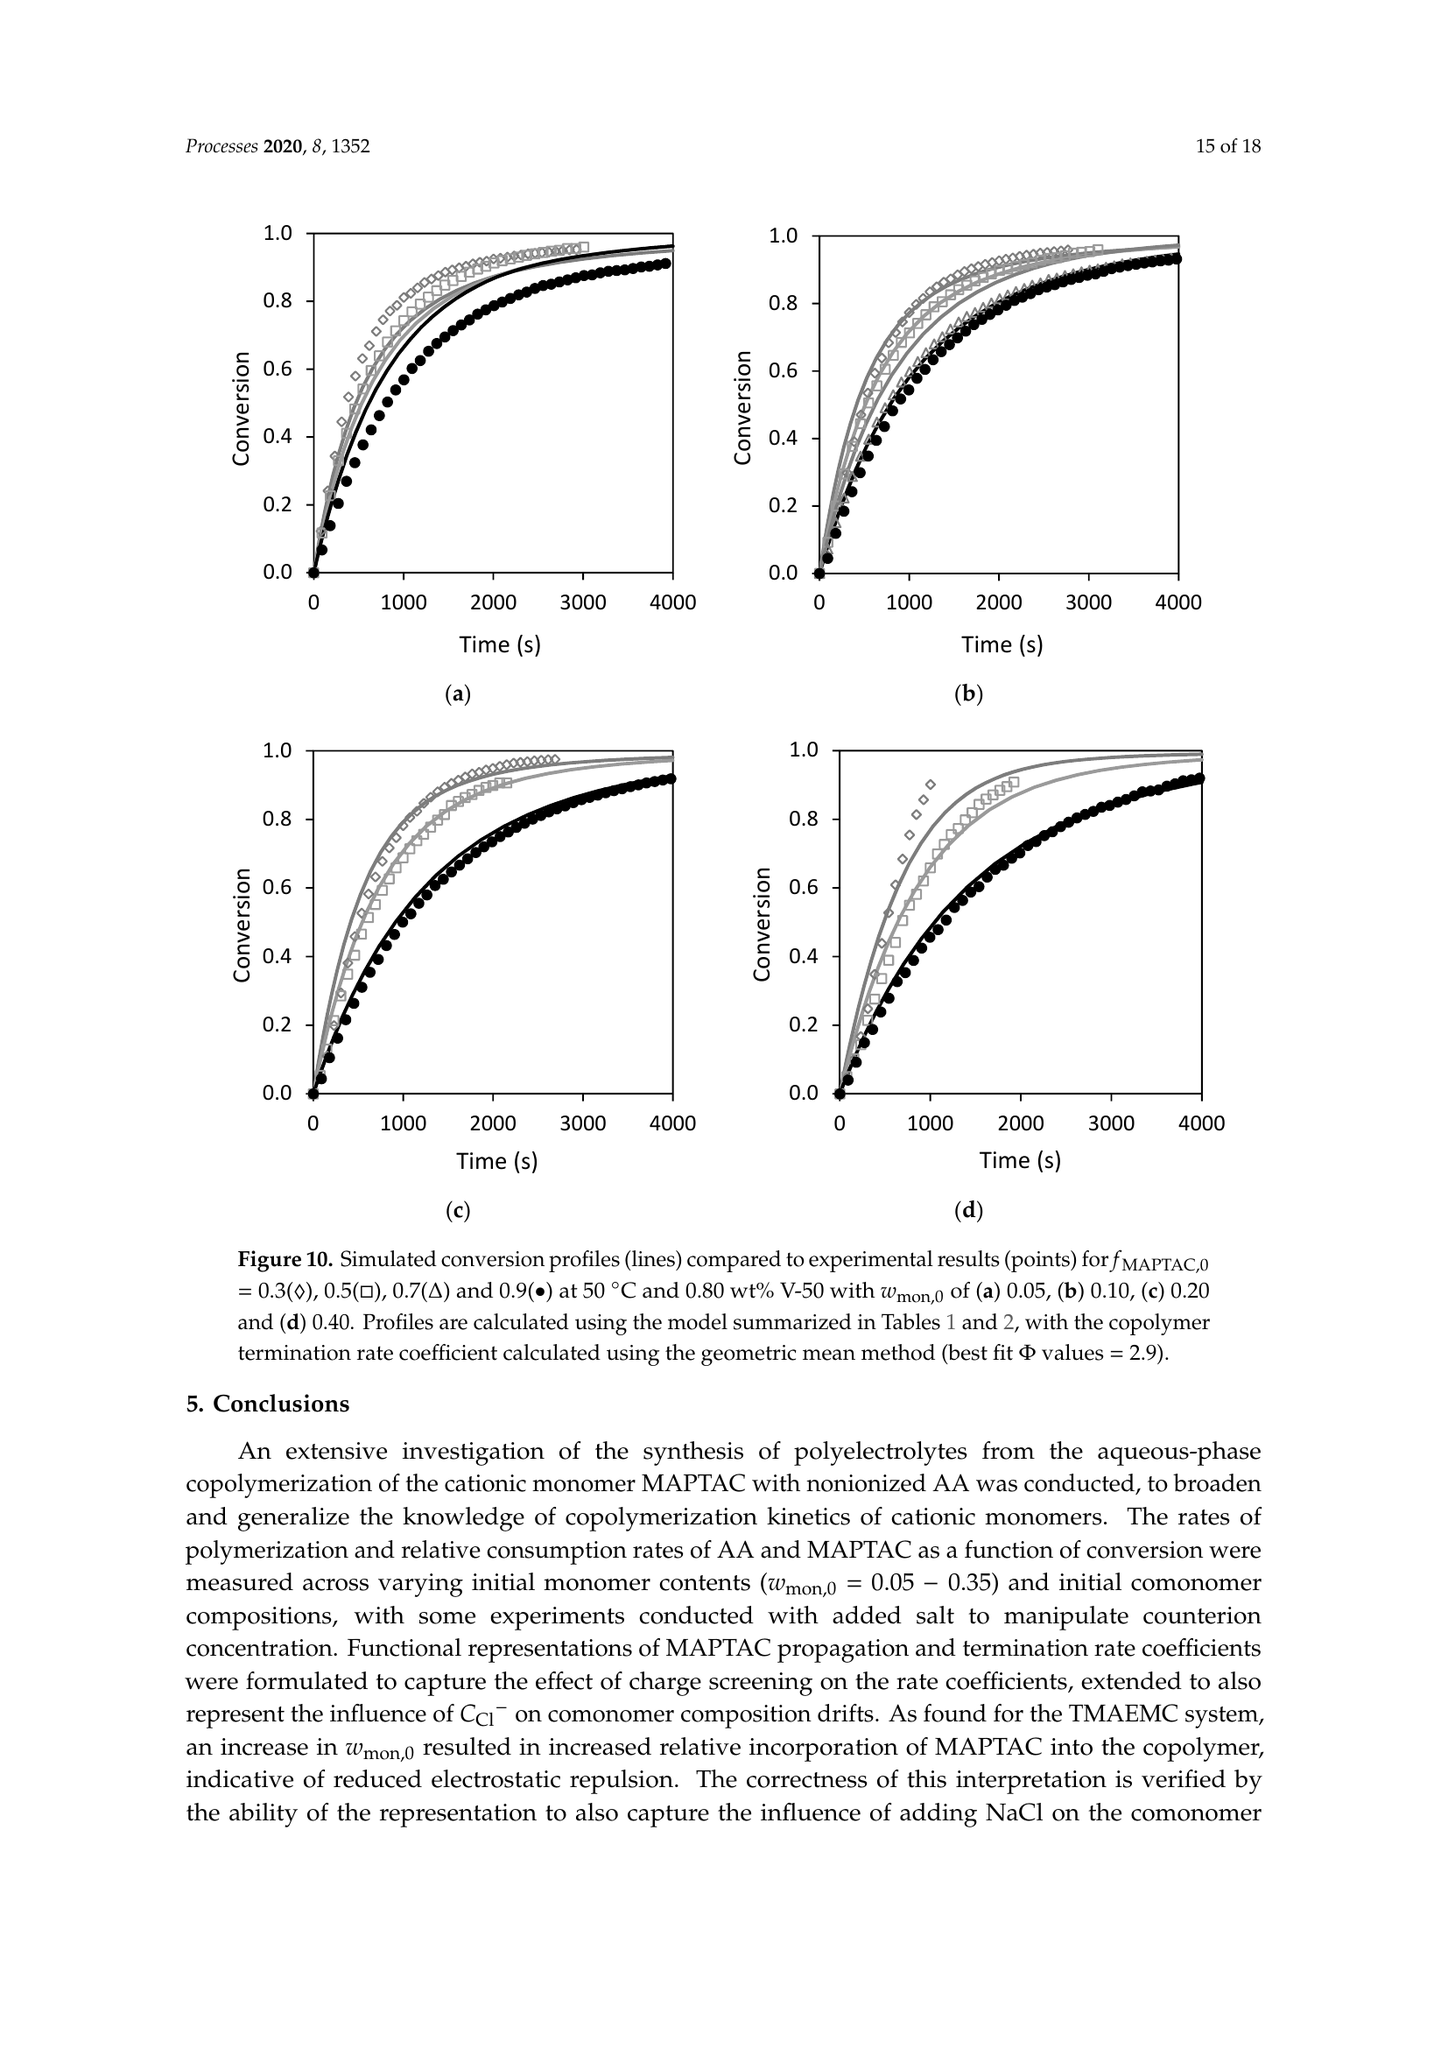 Processes 2020, 8, 1352
15 of 18
1.0
0.8
0.6
0.4
0.2
0.0
Conversion
0 1000 2000 3000 4000
Time (s)
(a)
1.0
0.8
0.6
0.4
0.2
0.0
Conversion
0 1000 2000 3000 4000
Time (s)
(b)
1.0
0.8
0.6
0.4
0.2
0.0
Conversion
0 1000 2000 3000 4000
Time (s)
(c)
1.0
0.8
0.6
0.4
0.2
0.0
Conversion
0 1000 2000 3000 4000
Time (s)
(d)
Figure 10. Simulated conversion profiles (lines) compared to experimental results (points) for fMAPTAC,0
= 0.3(◊), 0.5(□), 0.7(Δ) and 0.9(●) at 50 °C and 0.80 wt% V-50 with wmon,0 of (a) 0.05, (b) 0.10, (c) 0.20
and (d) 0.40. Profiles are calculated using the model summarized in Tables 1 and 2, with the copolymer
termination rate coefficient calculated using the geometric mean method (best fit Φ values = 2.9).
5. Conclusions
An extensive investigation of the synthesis of polyelectrolytes from the aqueous-phase
copolymerization of the cationic monomer MAPTAC with nonionized AA was conducted, to broaden
and generalize the knowledge of copolymerization kinetics of cationic monomers. The rates of
polymerization and relative consumption rates of AA and MAPTAC as a function of conversion were
measured across varying initial monomer contents (wmon,0 = 0.05 – 0.35) and initial comonomer
compositions, with some experiments conducted with added salt to manipulate counterion
concentration. Functional representations of MAPTAC propagation and termination rate coefficients
were formulated to capture the effect of charge screening on the rate coefficients, extended to also
represent the influence of CCl− on comonomer composition drifts. As found for the TMAEMC system,
an increase in wmon,0 resulted in increased relative incorporation of MAPTAC into the copolymer,
indicative of reduced electrostatic repulsion. The correctness of this interpretation is verified by
the ability of the representation to also capture the influence of adding NaCl on the comonomer